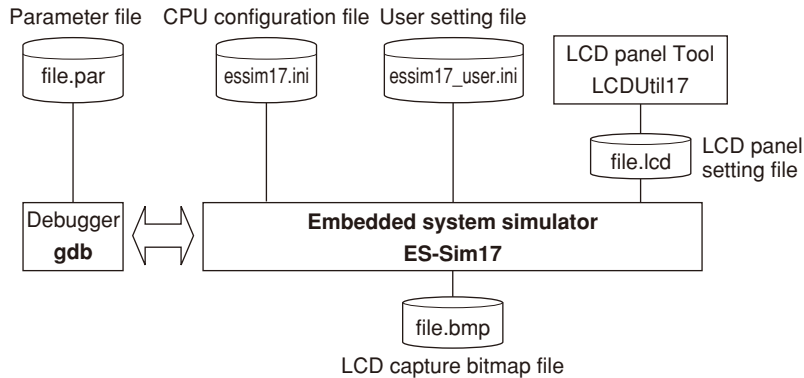 Parameter file
CPU configuration file
User setting file
file.par
essim17.ini
essim17_user.ini
LCD panel Tool
LCDUtil17
file.lcd
LCD panel
setting file
Debugger
gdb
Embedded system simulator
ES-Sim17
file.bmp
LCD capture bitmap file